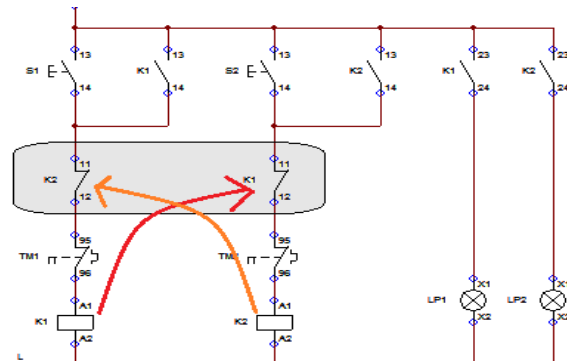 13 13 13 13 23 23
S1 K1 S2 K2 K1 K2
14 14 14 14 24 24
11 11
K2 K1
12 12
95 95
TM1 TM
96 96
A1 A1 X1 X1
K1 K2 LP1 LP2
A2 A2 X2 X2
L